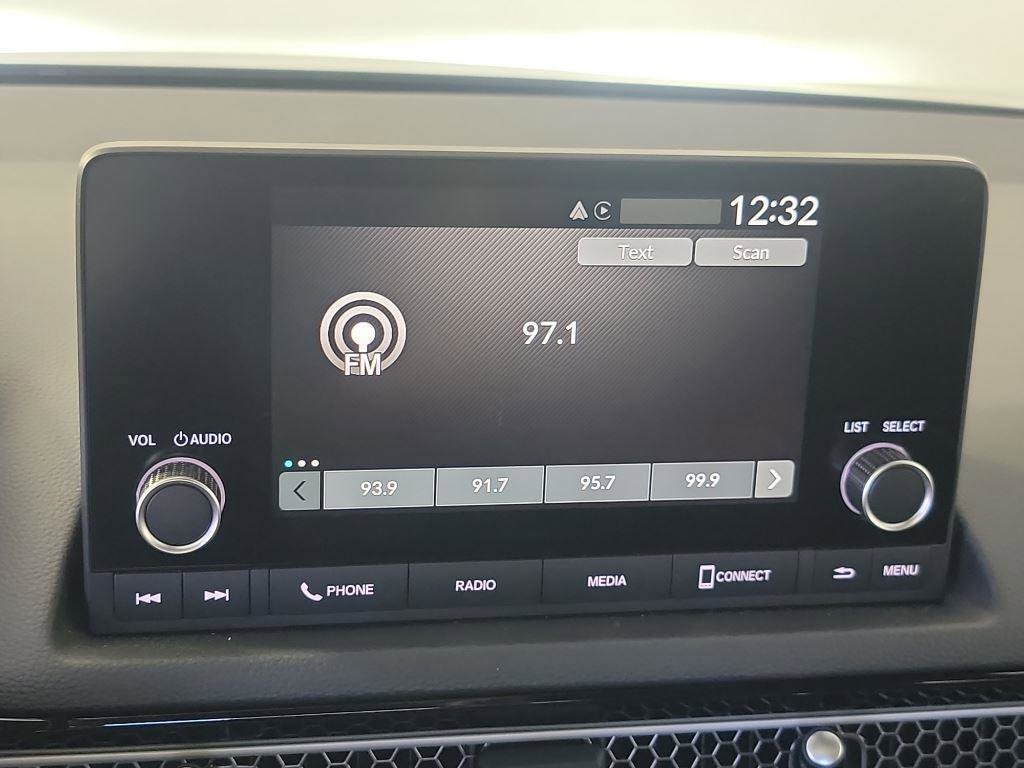 12:32
Text Scan
FM 97.1
VOL AUDIO
LIST SELECT
93.9 91.7 95.7 99.9
PHONE RADIO MEDIA CONNECT MENU